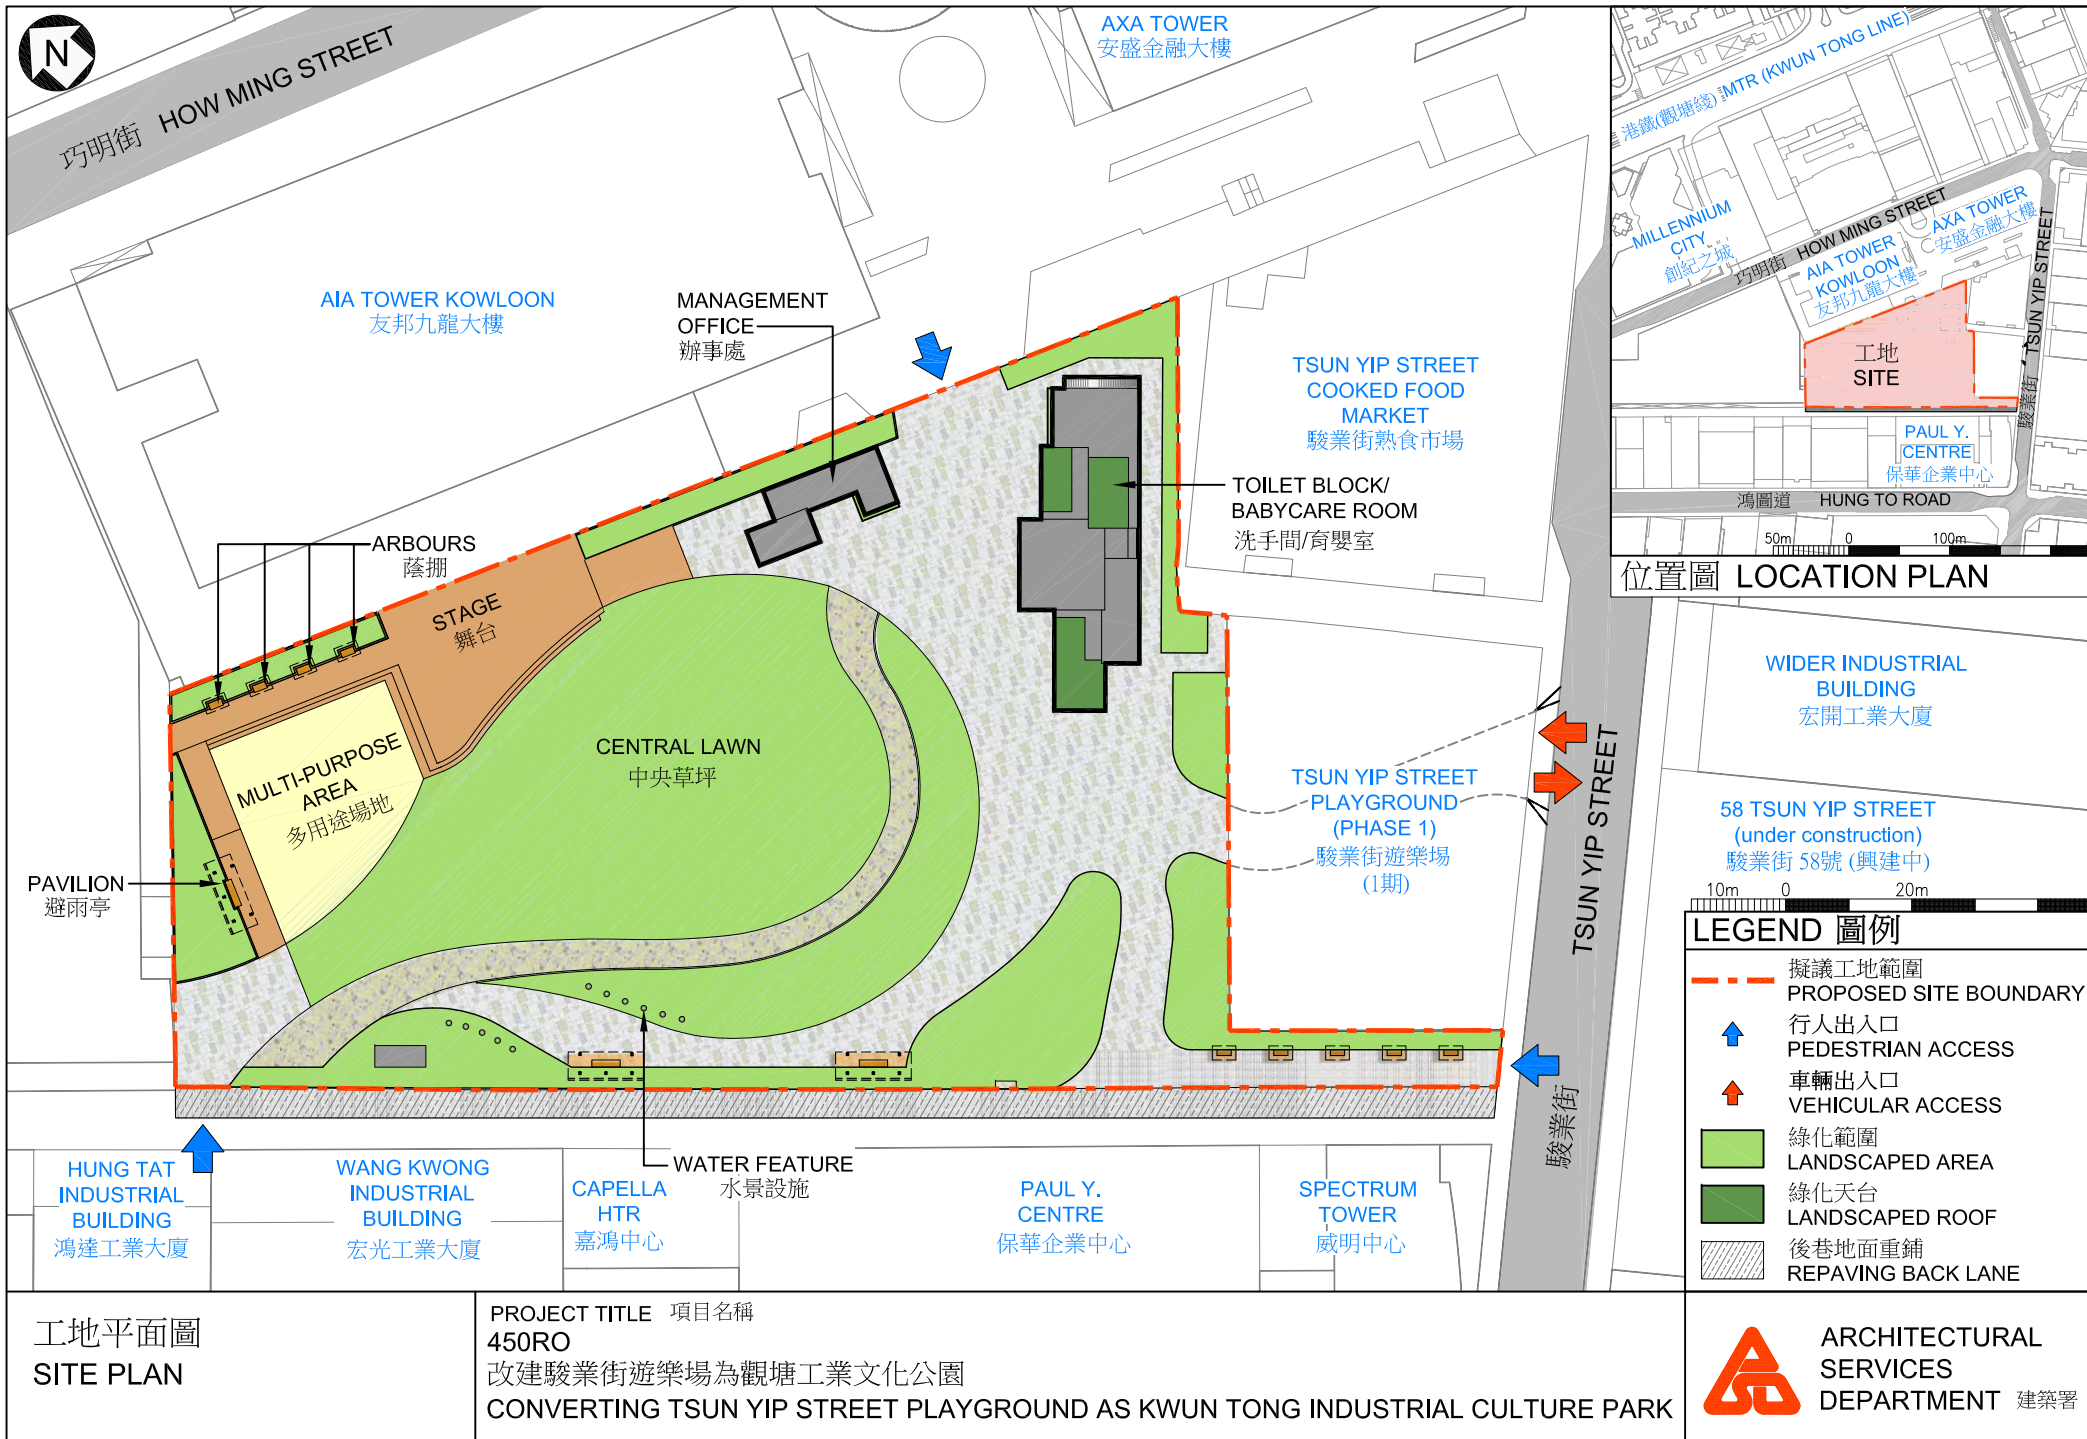 N
巧明街 HOW MING STREET
AXA TOWER
安盛金融大樓
AIA TOWER KOWLOON
友邦九龍大樓
MANAGEMENT
OFFICE
辦事處
TSUN YIP STREET
COOKED FOOD
MARKET
駿業街熟食市場
TOILET BLOCK/
BABYCARE ROOM
洗手間/育嬰室
ARBOURS
蔭棚
STAGE
舞台
MULTI-PURPOSE
AREA
多用途場地
CENTRAL LAWN
中央草坪
PAVILION
避雨亭
TSUN YIP STREET
PLAYGROUND
(PHASE 1)
駿業街遊樂場
(1期)
TSUN YIP STREET
駿業街
WIDER INDUSTRIAL
BUILDING
宏開工業大廈
58 TSUN YIP STREET
(under construction)
駿業街 58號 (興建中)
WATER FEATURE
水景設施
HUNG TAT
INDUSTRIAL
BUILDING
鴻達工業大廈
WANG KWONG
INDUSTRIAL
BUILDING
宏光工業大廈
CAPELLA
HTR
嘉鴻中心
PAUL Y.
CENTRE
保華企業中心
SPECTRUM
TOWER
威明中心
港鐵(觀塘綫) MTR (KWUN TONG LINE)
MILLENNIUM
CITY
創紀之城
巧明街 HOW MING STREET
AXA TOWER
安盛金融大樓
AIA TOWER
KOWLOON
友邦九龍大樓
駿業街 TSUN YIP STREET
工地
SITE
PAUL Y.
CENTRE
保華企業中心
鴻圖道 HUNG TO ROAD
50m 0 100m
位置圖 LOCATION PLAN
10m 0 20m
LEGEND 圖例
擬議工地範圍
PROPOSED SITE BOUNDARY
行人出入口
PEDESTRIAN ACCESS
車輛出入口
VEHICULAR ACCESS
綠化範圍
LANDSCAPED AREA
綠化天台
LANDSCAPED ROOF
後巷地面重鋪
REPAVING BACK LANE
工地平面圖
SITE PLAN
PROJECT TITLE 項目名稱
450RO
改建駿業街遊樂場為觀塘工業文化公園
CONVERTING TSUN YIP STREET PLAYGROUND AS KWUN TONG INDUSTRIAL CULTURE PARK
ARCHITECTURAL
SERVICES
DEPARTMENT 建築署